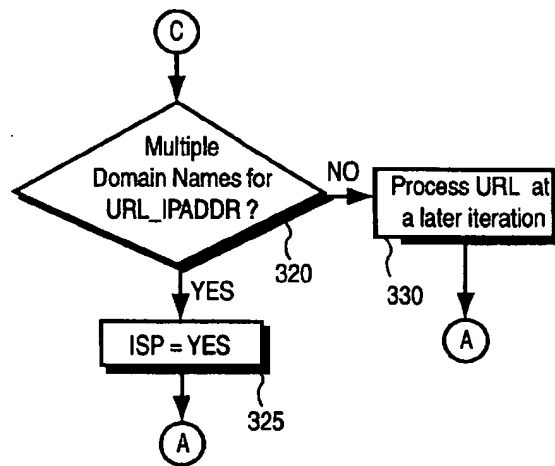 C
Multiple
Domain Names for
URL_IPADDR ?
NO
Process URL at
a later iteration
320
330
YES
ISP = YES
325
A
A